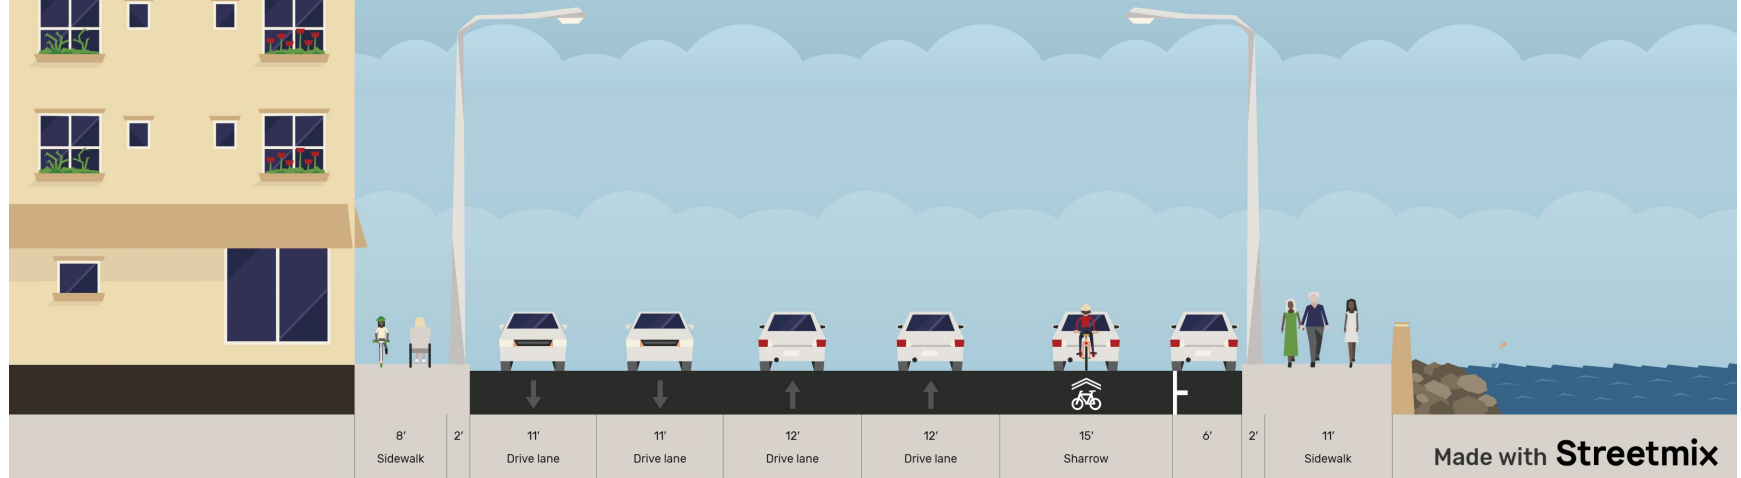 8' 2' 11' 11' 12' 12' 15' 6' 2' 11'
Sidewalk Drive lane Drive lane Drive lane Drive lane Sharrow Sidewalk
Made with Streetmix